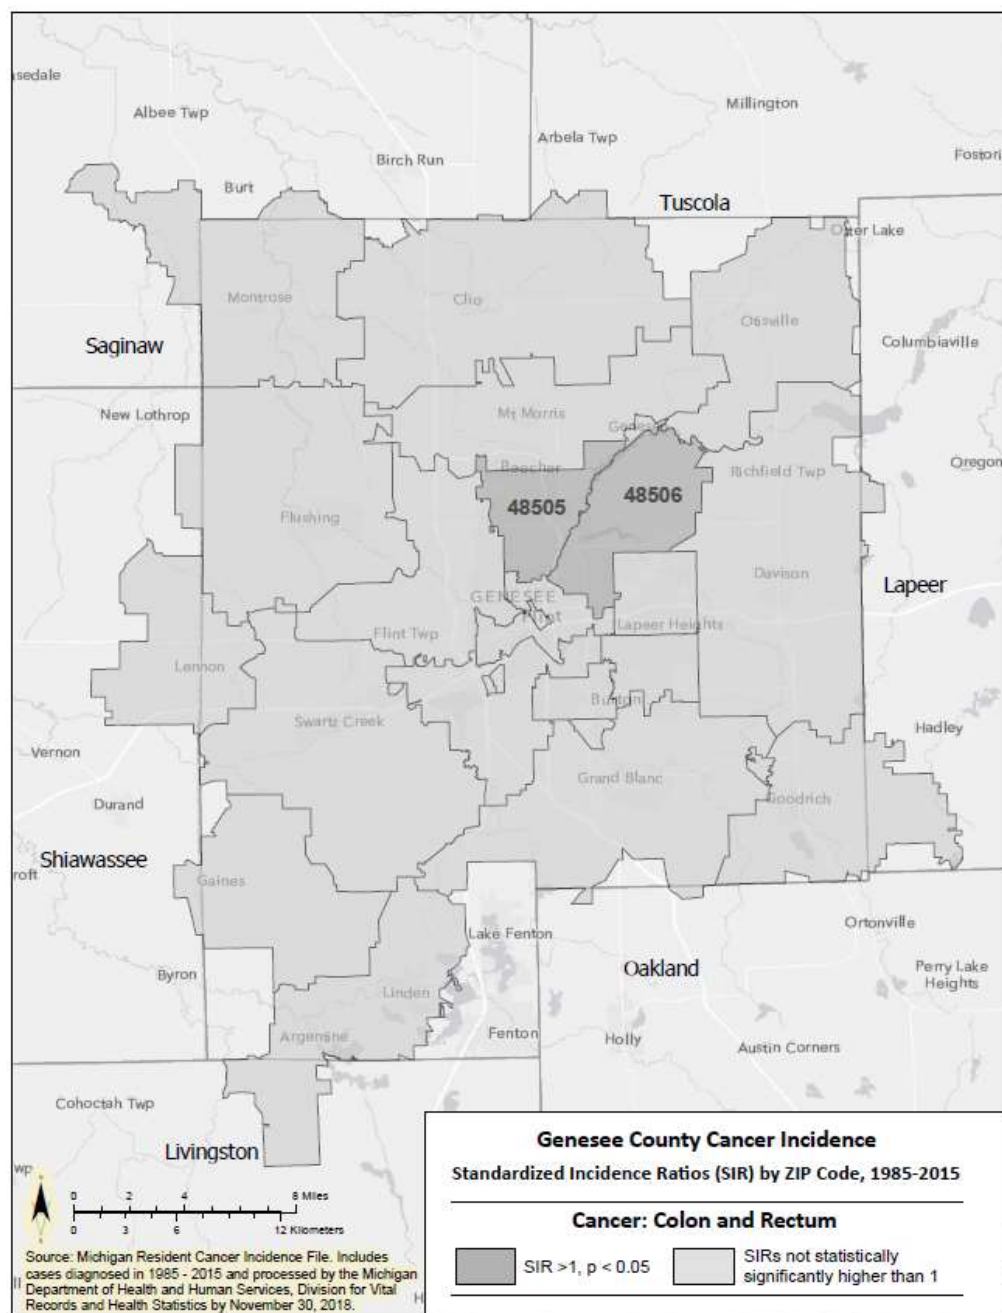 Albee Twp
Millington
Arbela Twp
Birch Run
Burt
Tuscola
Otter Lake
Montrose
Clio
Otisville
Saginaw
Columbiaville
New Lothrop
Mt Morris
Beecher
Richfield Twp
Oregon
48505
48506
Flushing
Davison
Lapeer
GENESEE
Flint
Flint Twp
Lapeer Heights
Lennon
Burton
Swartz Creek
Hadley
Vernon
Grand Blanc
Goodrich
Durand
Shiawassee
Gaines
Ortonville
Lake Fenton
Oakland
Perry Lake
Heights
Byron
Linden
Argentine
Fenton
Holly
Austin Corners
Cohoctah Twp
Livingston
0 2 4 8 Miles
0 3 6 12 Kilometers
Source: Michigan Resident Cancer Incidence File. Includes
cases diagnosed in 1985 - 2015 and processed by the Michigan
Department of Health and Human Services, Division for Vital
Records and Health Statistics by November 30, 2018.
Genesee County Cancer Incidence
Standardized Incidence Ratios (SIR) by ZIP Code, 1985-2015
Cancer: Colon and Rectum
SIR >1, p < 0.05
SIRs not statistically
significantly higher than 1